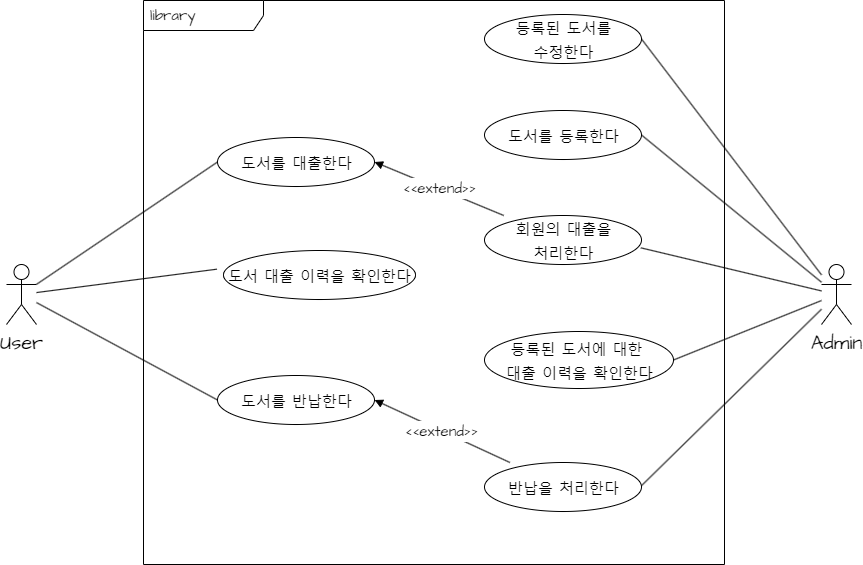 library
등록된 도서를
수정한다
도서를 등록한다
도서를 대출한다
<<extend>>
회원의 대출을
처리한다
도서 대출 이력을 확인한다
User
Admin
등록된 도서에 대한
대출 이력을 확인한다
도서를 반납한다
<<extend>>
반납을 처리한다